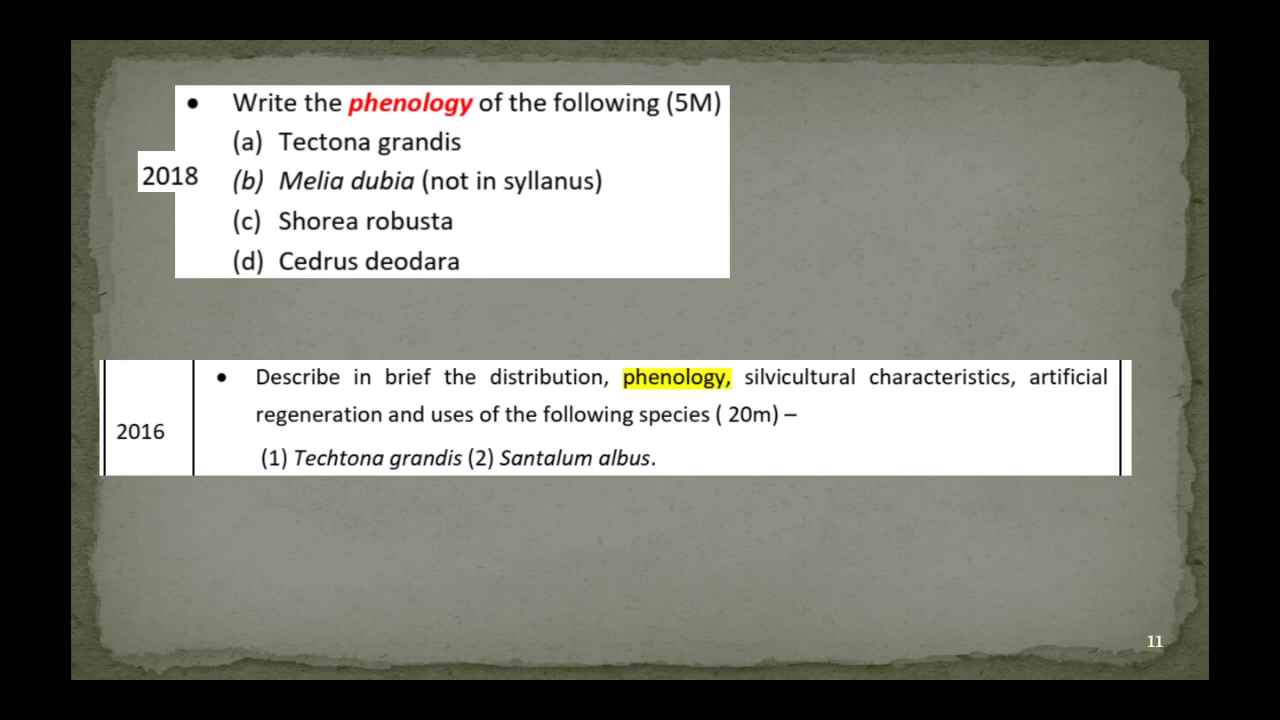 • Write the phenology of the following (5M)
(a) Tectona grandis
2018
(b) Melia dubia (not in syllanus)
(c) Shorea robusta
(d) Cedrus deodara
• Describe in brief the distribution, phenology, silvicultural characteristics, artificial
regeneration and uses of the following species ( 20m) –
2016
(1) Techtona grandis (2) Santalum albus.
11